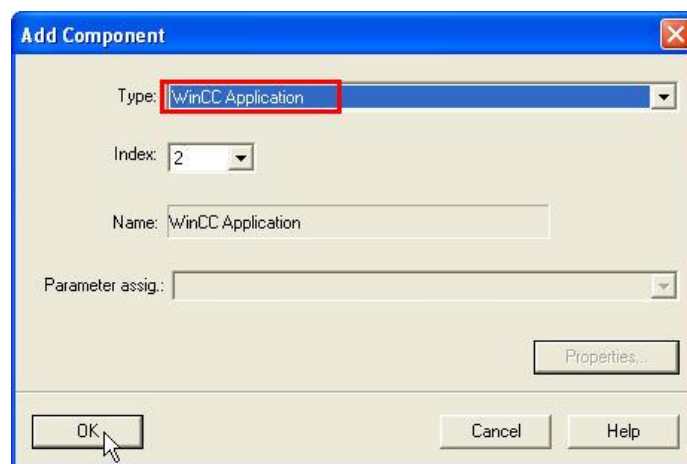 Add Component
Type: WinCC Application
Index: 2
Name: WinCC Application
Parameter assig.:
Properties...
OK Cancel Help